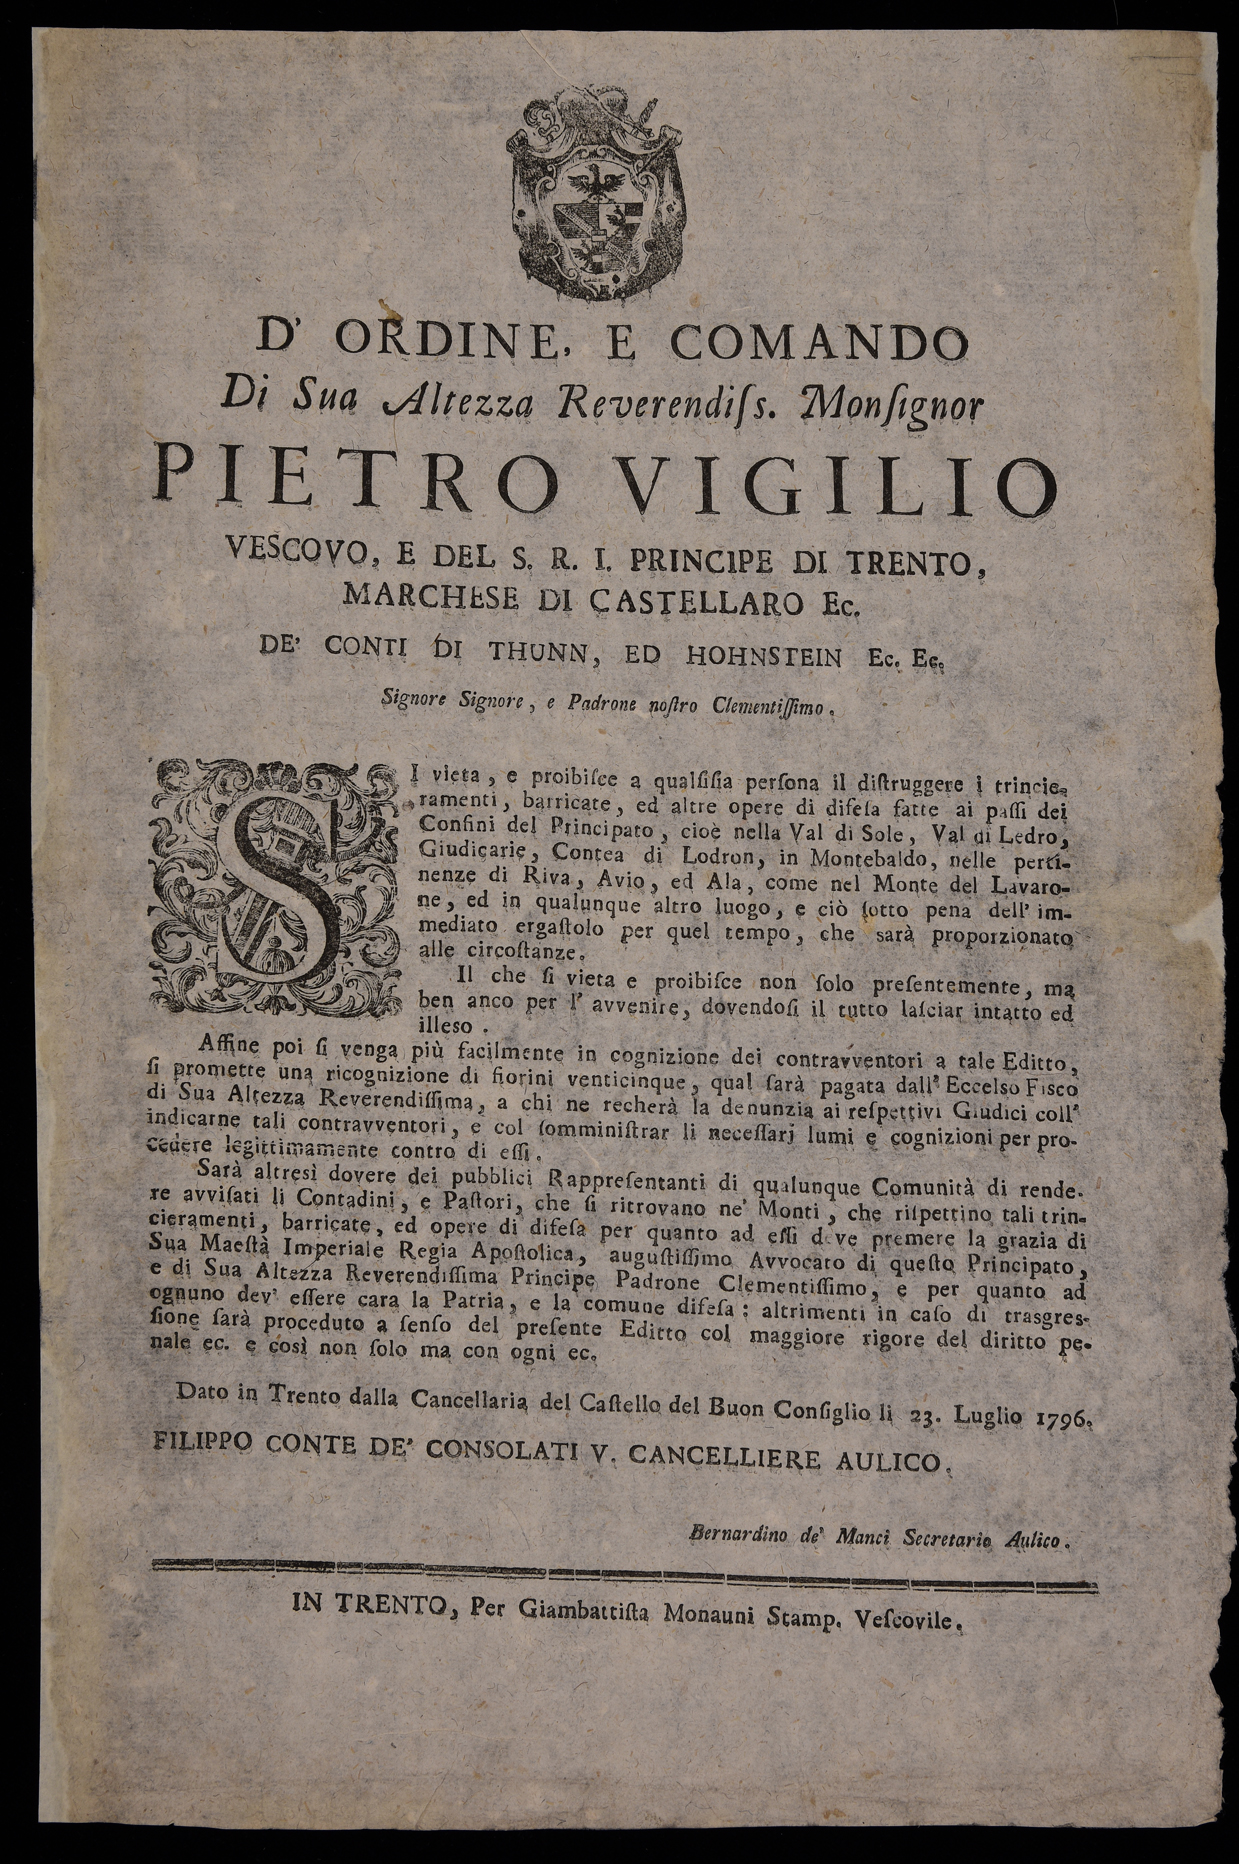 D' ORDINE, E COMANDO
Di Sua Altezza Reverendiſs. Monſignor
PIETRO VIGILIO
VESCOVO, E DEL S. R. I. PRINCIPE DI TRENTO,
MARCHESE DI CASTELLARO Ec.
DE' CONTI DI THUNN, ED HOHNSTEIN Ec. Ec.
Signore Signore, e Padrone noſtro Clementiſſimo.
SI vieta, e proibiſce a qualſiſia perſona il diſtruggere i trincie-
ramenti, barricate, ed altre opere di difeſa fatte ai paſſi dei
Confini del Principato, cioè nella Val di Sole, Val di Ledro,
Giudicarie, Contea di Lodron, in Montebaldo, nelle perti-
nenze di Riva, Avio, ed Ala, come nel Monte del Lavaro-
ne, ed in qualunque altro luogo, e ciò ſotto pena dell' im-
mediato ergaſtolo per quel tempo, che sarà proporzionato
alle circoſtanze.
Il che ſi vieta e proibiſce non ſolo preſentemente, ma
ben anco per l' avvenire, dovendoſi il tutto laſciar intatto ed
illeso.
Affine poi ſi venga più facilmente in cognizione dei contravventori a tale Editto,
ſi promette una ricognizione di fiorini venticinque, qual ſarà pagata dall' Eccelso Fisco
di Sua Altezza Reverendiſſima, a chi ne recherà la denunzia ai reſpettivi Giudici coll'
indicarne tali contravventori, e col ſomminiſtrar li neceſſarj lumi e cognizioni per pro-
cedere legittimamente contro di eſſi.
Sarà altresì dovere dei pubblici Rappreſentanti di qualunque Comunità di rende-
re avviſati li Contadini, e Paſtori, che ſi ritrovano ne' Monti, che riſpettino tali trin-
cieramenti, barricate, ed opere di difeſa per quanto ad eſſi deve premere la grazia di
Sua Maeſtà Imperiale Regia Apoſtolica, auguſtiſſimo Avvocato di queſto Principato,
e di Sua Altezza Reverendiſſima Principe Padrone Clementiſſimo, e per quanto ad
ognuno dev' eſſere cara la Patria, e la comune difeſa: altrimenti in caſo di trasgreſ-
ſione ſarà proceduto a ſenſo del preſente Editto col maggiore rigore del diritto pe-
nale ec. e così non ſolo ma con ogni ec.
Dato in Trento dalla Cancellaria del Caſtello del Buon Conſiglio li 23. Luglio 1796.
FILIPPO CONTE DE' CONSOLATI V. CANCELLIERE AULICO.
Bernardino de' Manci Secretario Aulico.
IN TRENTO, Per Giambattiſta Monauni Stamp. Veſcovile.